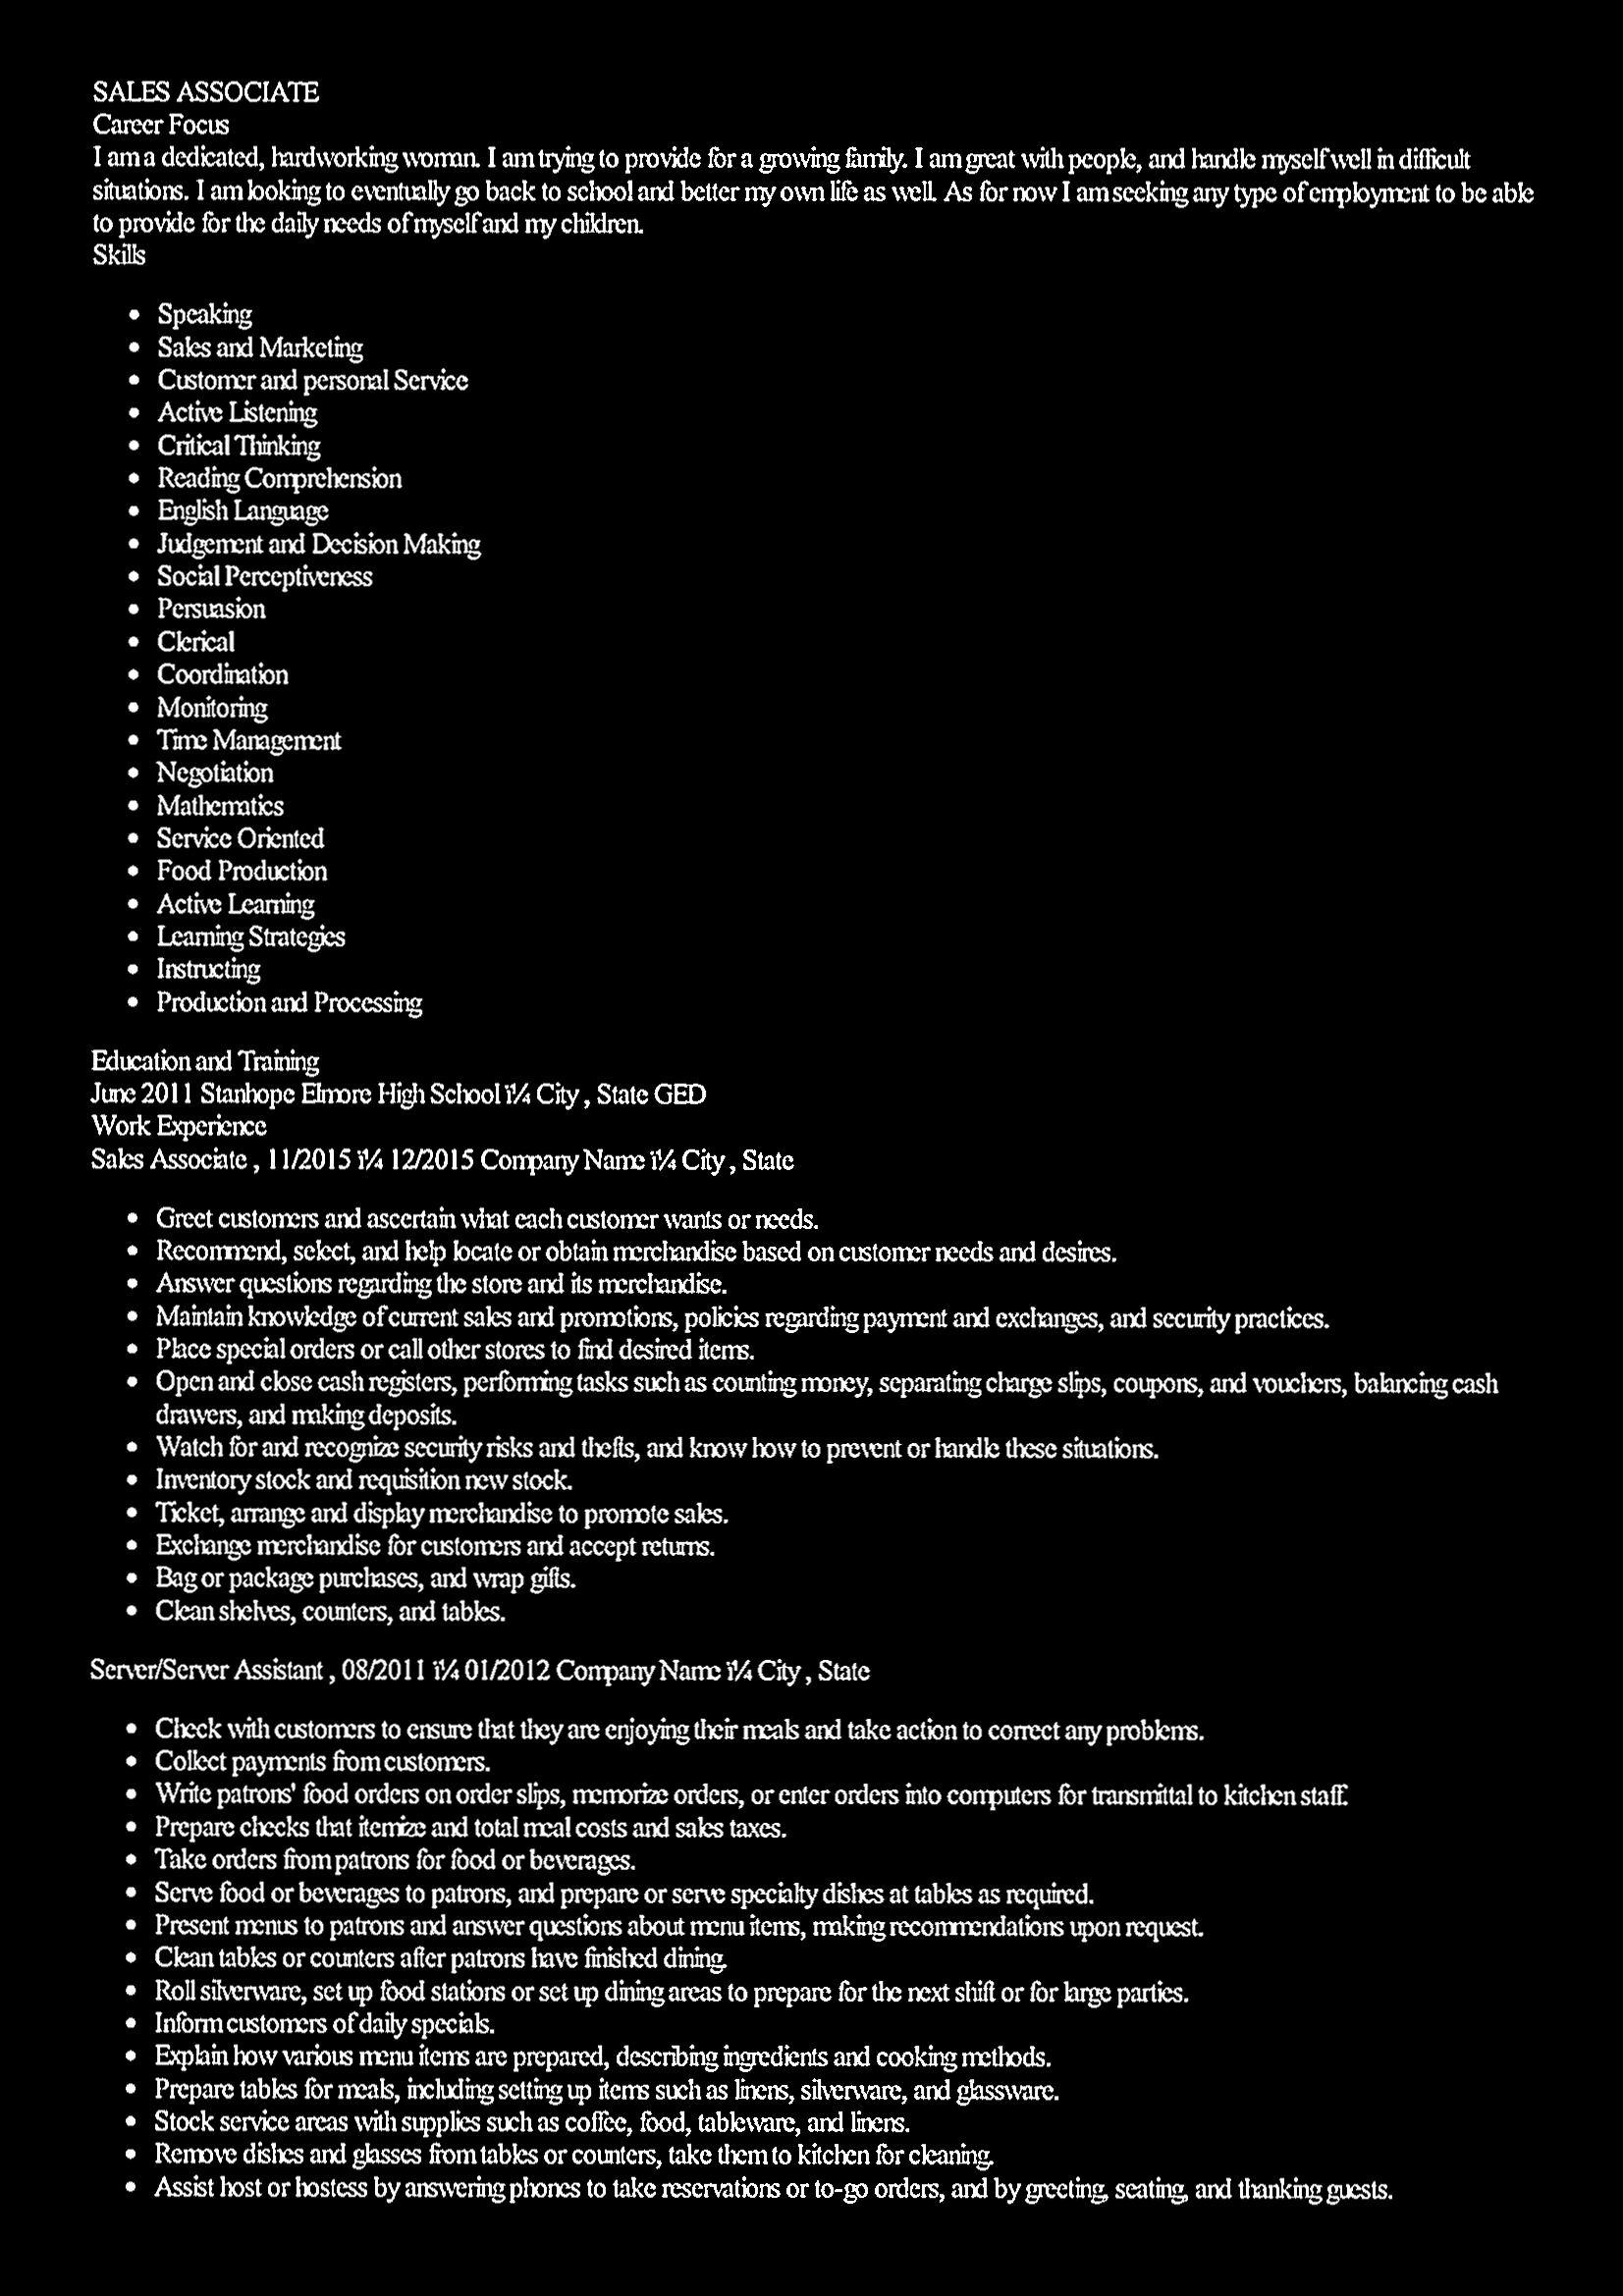 SALES ASSOCIATE
Career Focus
I am a dedicated, hardworking woman. I am trying to provide for a growing family. I am great with people, and handle myself well in difficult
situations. I am looking to eventually go back to school and better my own life as well. As for now I am seeking any type of employment to be able
to provide for the daily needs of myself and my children.
Skills
• Speaking
• Sales and Marketing
• Customer and personal Service
• Active Listening
• Critical Thinking
• Reading Comprehension
• English Language
• Judgement and Decision Making
• Social Perceptiveness
• Persuasion
• Clerical
• Coordination
• Monitoring
• Time Management
• Negotiation
• Mathematics
• Service Oriented
• Food Production
• Active Learning
• Learning Strategies
• Instructing
• Production and Processing
Education and Training
June 2011 Stanhope Elmore High School ï¼ City , State GED
Work Experience
Sales Associate , 11/2015 ï¼ 12/2015 Company Name ï¼ City , State
• Greet customers and ascertain what each customer wants or needs.
• Recommend, select, and help locate or obtain merchandise based on customer needs and desires.
• Answer questions regarding the store and its merchandise.
• Maintain knowledge of current sales and promotions, policies regarding payment and exchanges, and security practices.
• Place special orders or call other stores to find desired items.
• Open and close cash registers, performing tasks such as counting money, separating charge slips, coupons, and vouchers, balancing cash
drawers, and making deposits.
• Watch for and recognize security risks and thefts, and know how to prevent or handle these situations.
• Inventory stock and requisition new stock.
• Ticket, arrange and display merchandise to promote sales.
• Exchange merchandise for customers and accept returns.
• Bag or package purchases, and wrap gifts.
• Clean shelves, counters, and tables.
Server/Server Assistant , 08/2011 ï¼ 01/2012 Company Name ï¼ City , State
• Check with customers to ensure that they are enjoying their meals and take action to correct any problems.
• Collect payments from customers.
• Write patrons' food orders on order slips, memorize orders, or enter orders into computers for transmittal to kitchen staff.
• Prepare checks that itemize and total meal costs and sales taxes.
• Take orders from patrons for food or beverages.
• Serve food or beverages to patrons, and prepare or serve specialty dishes at tables as required.
• Present menus to patrons and answer questions about menu items, making recommendations upon request.
• Clean tables or counters after patrons have finished dining.
• Roll silverware, set up food stations or set up dining areas to prepare for the next shift or for large parties.
• Inform customers of daily specials.
• Explain how various menu items are prepared, describing ingredients and cooking methods.
• Prepare tables for meals, including setting up items such as linens, silverware, and glassware.
• Stock service areas with supplies such as coffee, food, tableware, and linens.
• Remove dishes and glasses from tables or counters, take them to kitchen for cleaning.
• Assist host or hostess by answering phones to take reservations or to-go orders, and by greeting, seating, and thanking guests.